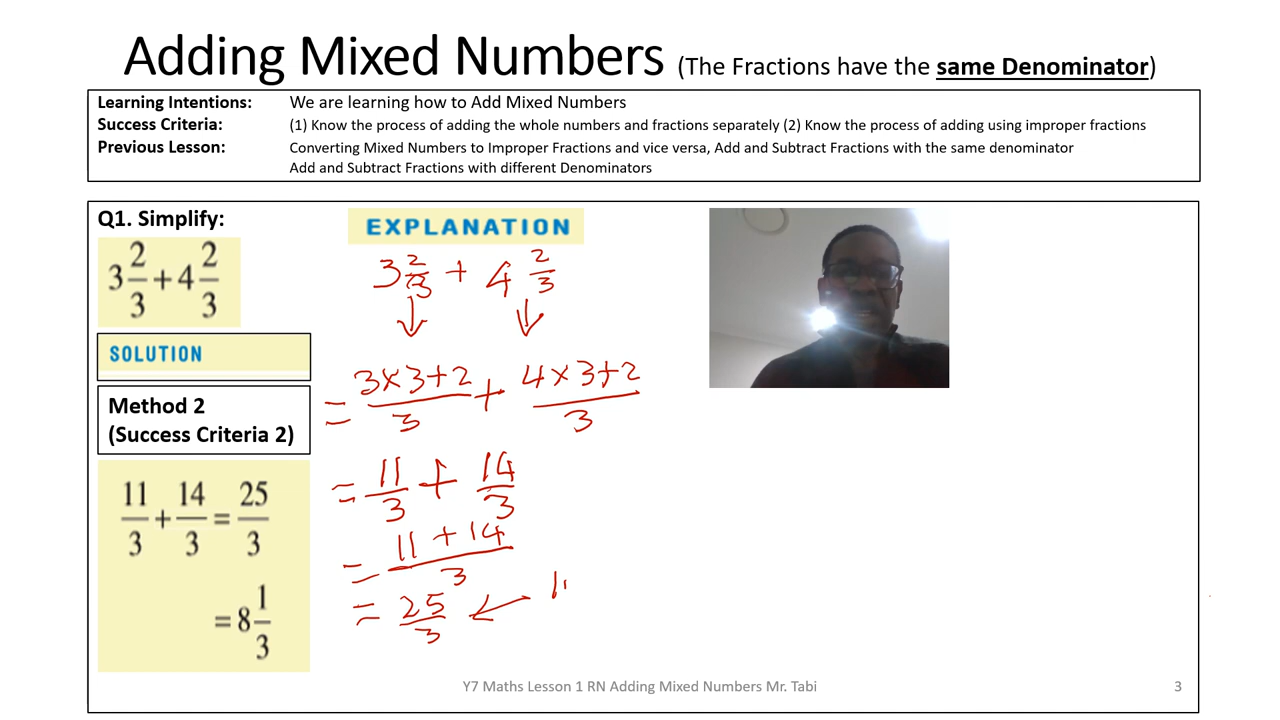 Adding Mixed Numbers (The Fractions have the same Denominator)
Learning Intentions: We are learning how to Add Mixed Numbers
Success Criteria: (1) Know the process of adding the whole numbers and fractions separately (2) Know the process of adding using improper fractions
Previous Lesson: Converting Mixed Numbers to Improper Fractions and vice versa, Add and Subtract Fractions with the same denominator
Add and Subtract Fractions with different Denominators
Q1. Simplify:
3 2/3 + 4 2/3
SOLUTION
Method 2
(Success Criteria 2)
11/3 + 14/3 = 25/3
= 8 1/3
EXPLANATION
3 2/3 + 4 2/3
= 3×3+2/3 + 4×3+2/3
= 11/3 + 14/3
= 11+14/3
= 25/3
Y7 Maths Lesson 1 RN Adding Mixed Numbers Mr. Tabi
3